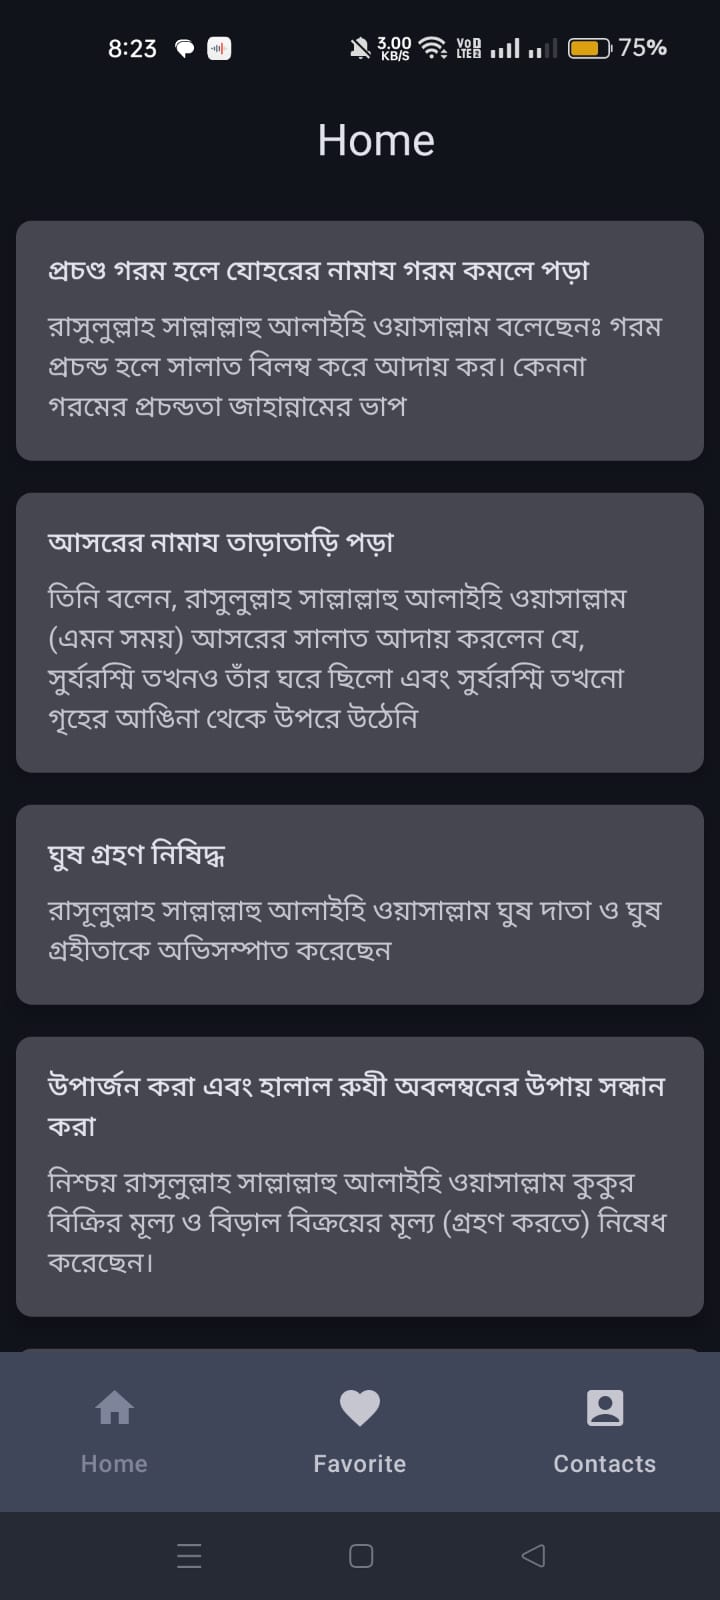 8:23
3.00
KB/S
VoD
LTE2
75%
Home
প্রচণ্ড গরম হলে যোহরের নামায গরম কমলে পড়া
রাসুলুল্লাহ সাল্লাল্লাহু আলাইহি ওয়াসাল্লাম বলেছেনঃ গরম
প্রচন্ড হলে সালাত বিলম্ব করে আদায় কর। কেননা
গরমের প্রচন্ডতা জাহান্নামের ভাপ
আসরের নামায তাড়াতাড়ি পড়া
তিনি বলেন, রাসুলুল্লাহ সাল্লাল্লাহু আলাইহি ওয়াসাল্লাম
(এমন সময়) আসরের সালাত আদায় করলেন যে,
সুর্যরশ্মি তখনও তাঁর ঘরে ছিলো এবং সুর্যরশ্মি তখনো
গৃহের আঙিনা থেকে উপরে উঠেনি
ঘুষ গ্রহণ নিষিদ্ধ
রাসূলুল্লাহ সাল্লাল্লাহু আলাইহি ওয়াসাল্লাম ঘুষ দাতা ও ঘুষ
গ্রহীতাকে অভিসম্পাত করেছেন
উপার্জন করা এবং হালাল রুযী অবলম্বনের উপায় সন্ধান
করা
নিশ্চয় রাসূলুল্লাহ সাল্লাল্লাহু আলাইহি ওয়াসাল্লাম কুকুর
বিক্রির মূল্য ও বিড়াল বিক্রয়ের মূল্য (গ্রহণ করতে) নিষেধ
করেছেন।
Home
Favorite
Contacts